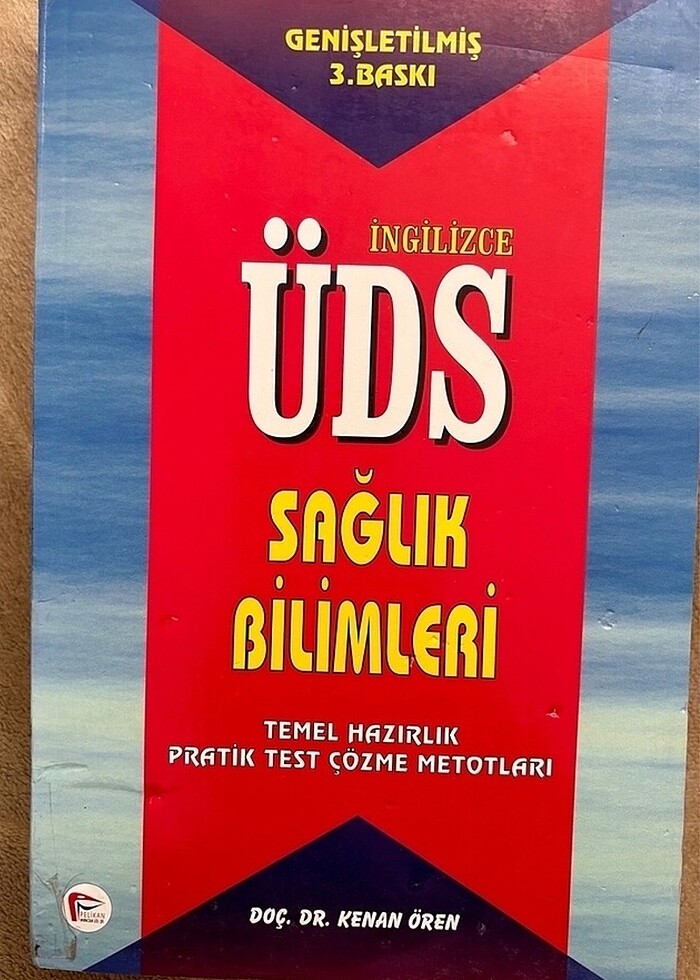 GENİŞLETİLMİŞ
3.BASKI
İNGİLİZCE
ÜDS
SAĞLIK
BİLİMLERİ
TEMEL HAZIRLIK
PRATİK TEST ÇÖZME METOTLARI
PELİKAN
DOÇ. DR. KENAN ÖREN